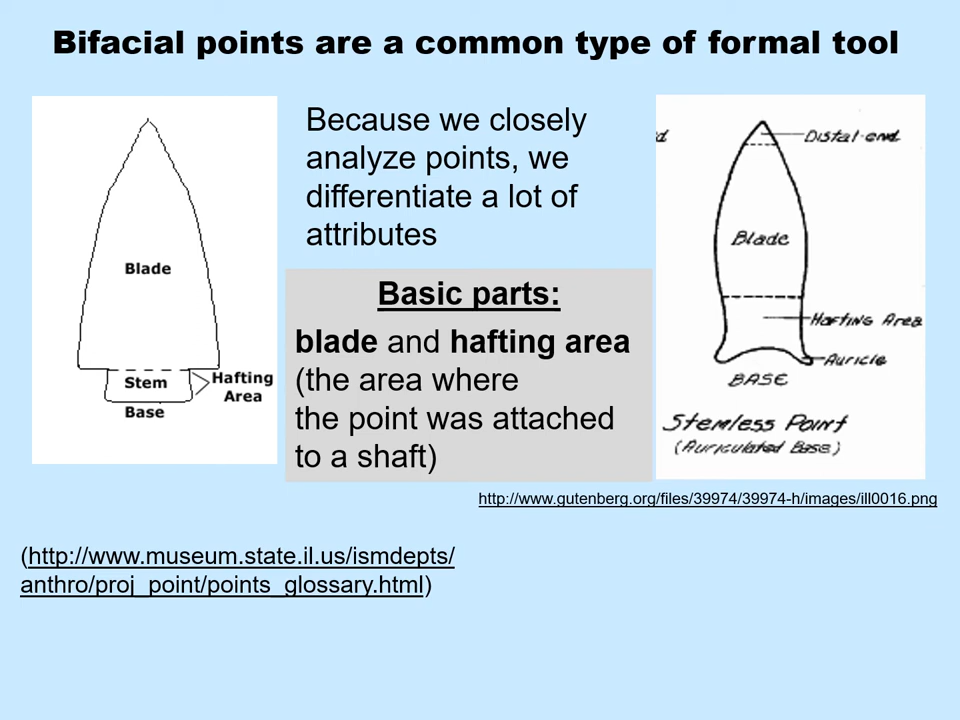 Bifacial points are a common type of formal tool
Blade
Stem
Hafting
Area
Base
Because we closely
analyze points, we
differentiate a lot of
attributes
Basic parts:
blade and hafting area
(the area where
the point was attached
to a shaft)
d
Distal end
Blade
Hafting Area
Auricle
BASE
Stemless Point
(Auriculated Base)
http://www.gutenberg.org/files/39974/39974-h/images/ill0016.png
(http://www.museum.state.il.us/ismdepts/
anthro/proj_point/points_glossary.html)